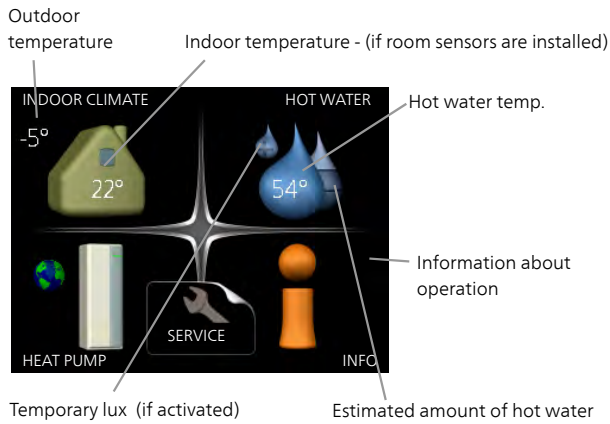 Outdoor
temperature
Indoor temperature - (if room sensors are installed)
INDOOR CLIMATE
HOT WATER
Hot water temp.
-5°
22°
54°
Information about
operation
SERVICE
HEAT PUMP
INFO
Temporary lux (if activated)
Estimated amount of hot water